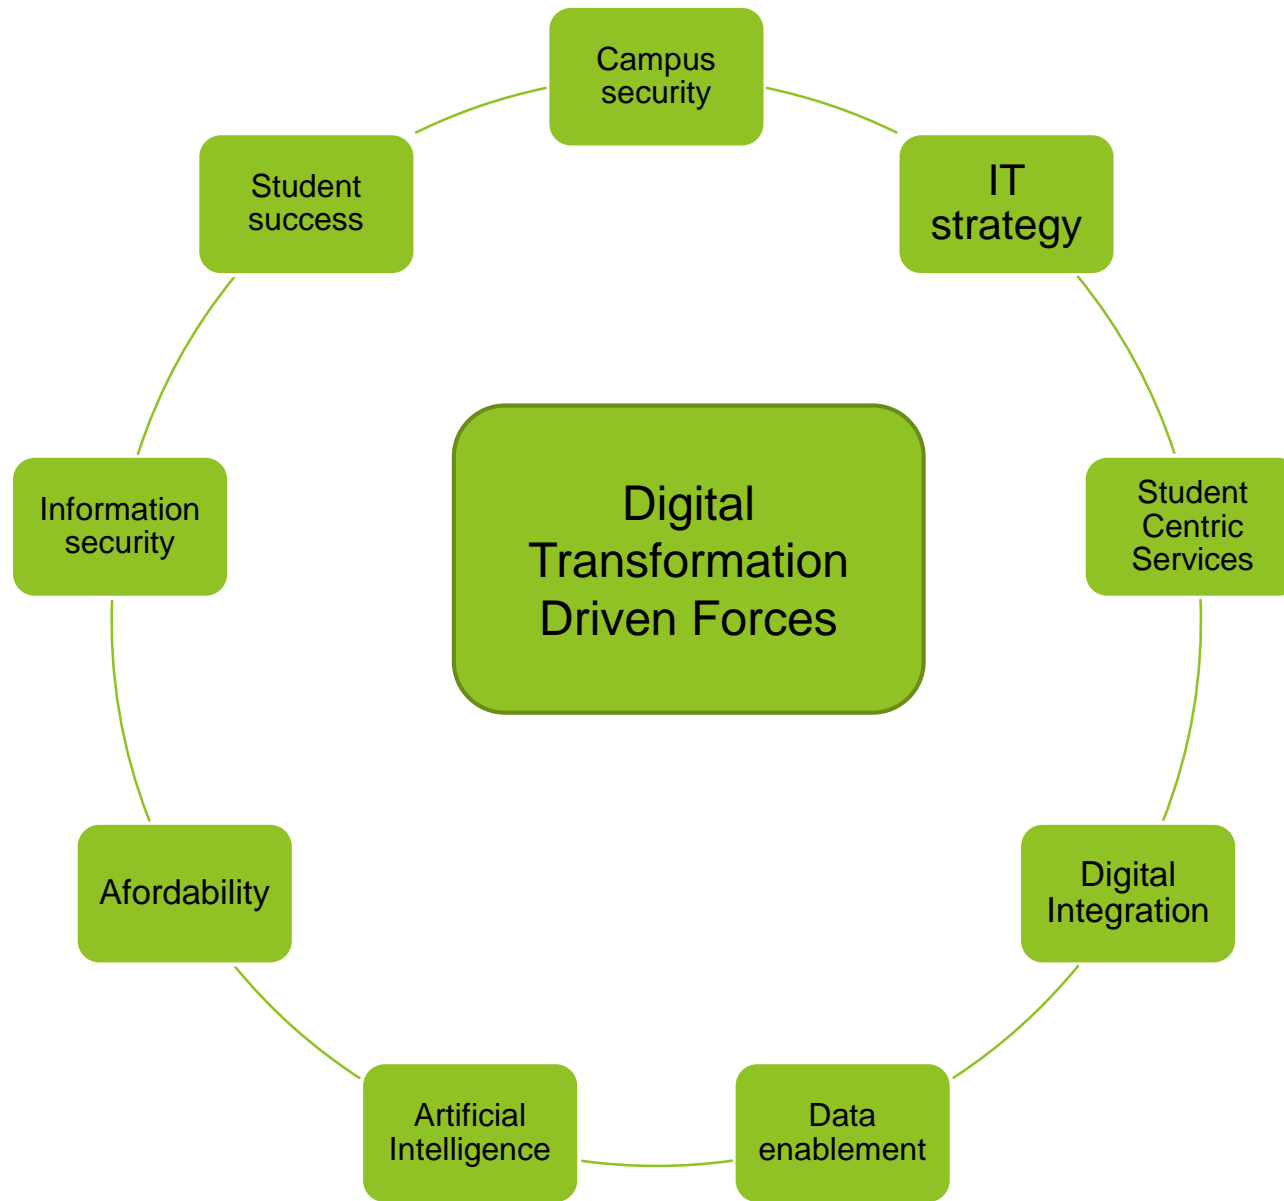 Campus
security
IT
strategy
Student
Centric
Services
Digital
Integration
Data
enablement
Artificial
Intelligence
Afordability
Information
security
Student
success
Digital
Transformation
Driven Forces